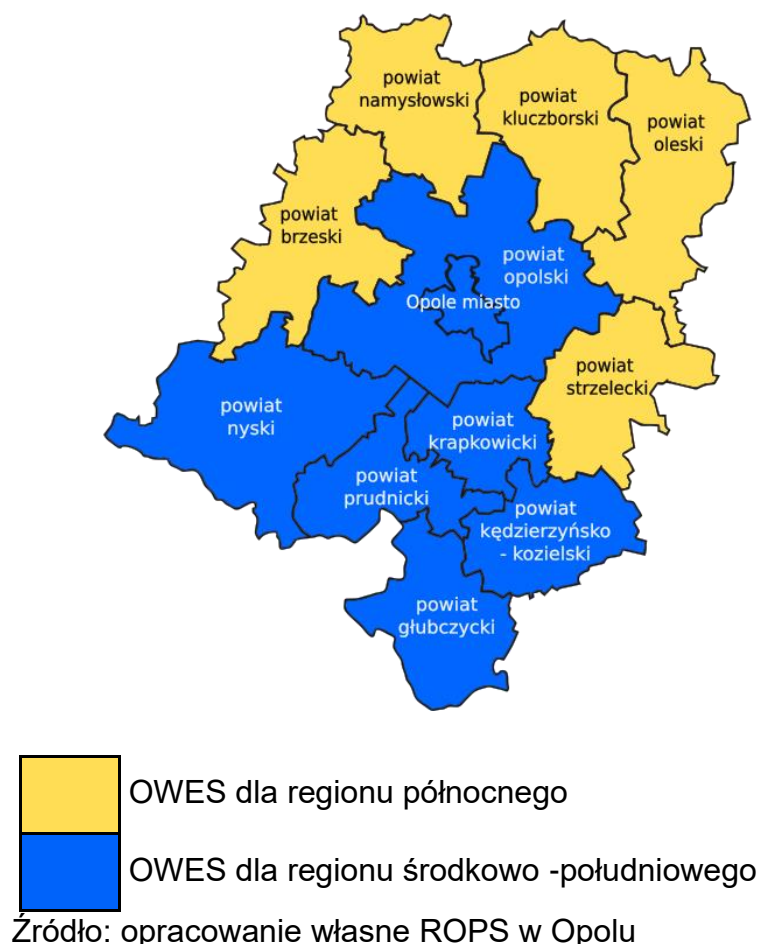 powiat
namysłowski
powiat
kluczborski
powiat
oleski
powiat
brzeski
powiat
opolski
Opole miasto
powiat
strzelecki
powiat
nyski
powiat
krapkowicki
powiat
prudnicki
powiat
kędzierzyńsko
- kozielski
powiat
głubczycki
OWES dla regionu północnego
OWES dla regionu środkowo -południowego
Źródło: opracowanie własne ROPS w Opolu